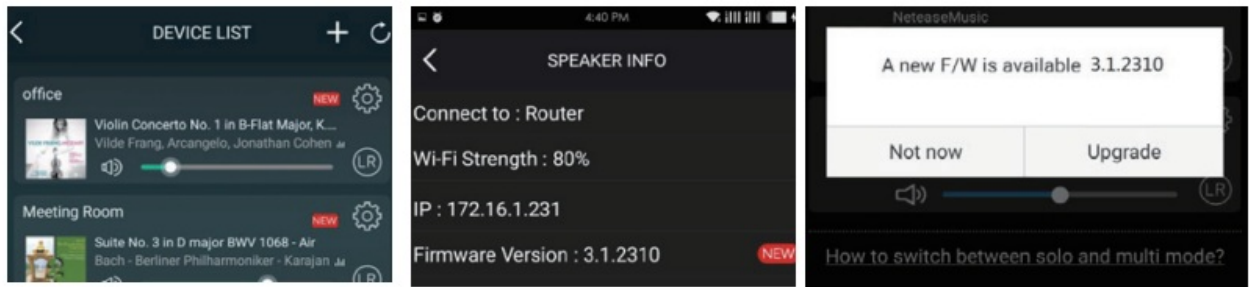 DEVICE LIST
office
NEW
Violin Concerto No. 1 in B-Flat Major, K....
Vilde Frang, Arcangelo, Jonathan Cohen
LR
Meeting Room
NEW
Suite No. 3 in D major BWV 1068 - Air
Bach - Berliner Philharmoniker - Karajan
LR
4:40 PM
SPEAKER INFO
Connect to : Router
Wi-Fi Strength : 80%
IP : 172.16.1.231
Firmware Version : 3.1.2310
NEW
NeteaseMusic
A new F/W is available 3.1.2310
Not now
Upgrade
LR
How to switch between solo and multi mode?